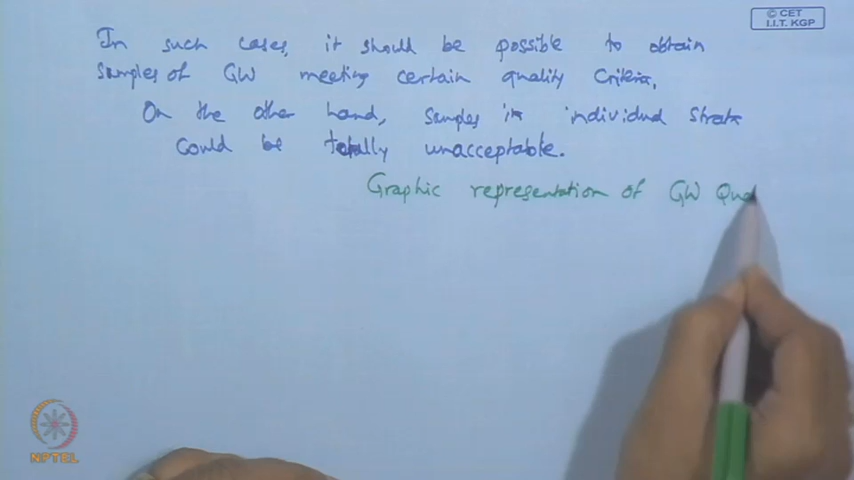 © CET
I.I.T. KGP
In such cases, it should be possible to obtain
samples of GW meeting certain quality criteria.
On the other hand, samples in individual strata
could be totally unacceptable.
Graphic representation of GW Qua
NPTEL